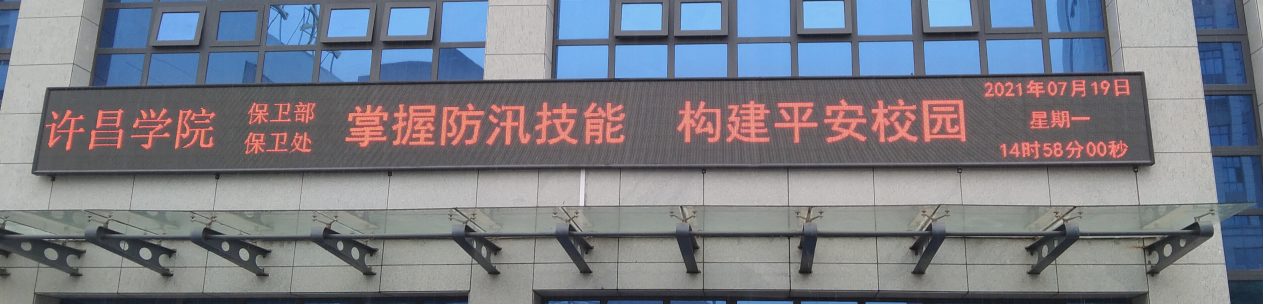 许昌学院
保卫部
保卫处
掌握防汛技能 构建平安校园
2021年07月19日
星期一
14时58分00秒